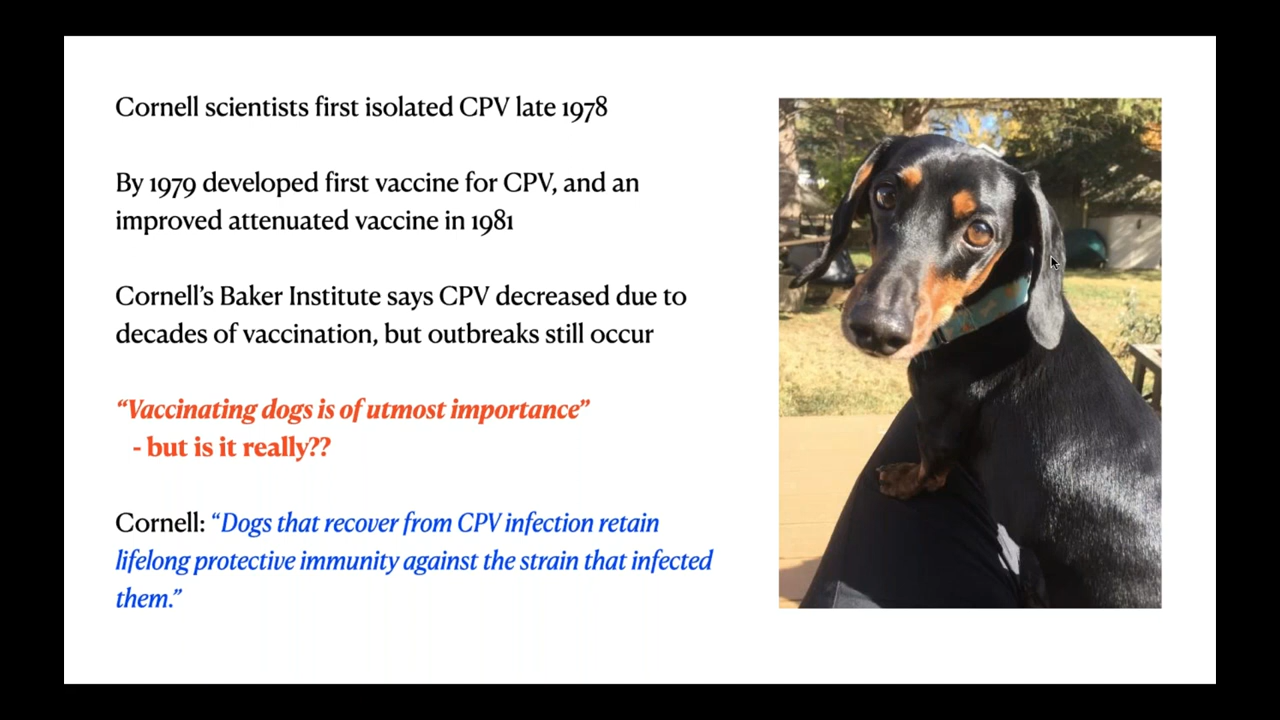 Cornell scientists first isolated CPV late 1978
By 1979 developed first vaccine for CPV, and an
improved attenuated vaccine in 1981
Cornell’s Baker Institute says CPV decreased due to
decades of vaccination, but outbreaks still occur
“Vaccinating dogs is of utmost importance”
- but is it really??
Cornell: “Dogs that recover from CPV infection retain
lifelong protective immunity against the strain that infected
them.”